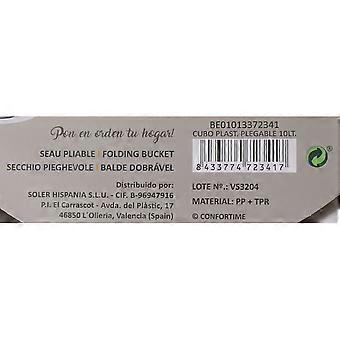 Pon en orden tu hogar!
SEAU PLIABLE | FOLDING BUCKET
SECCHIO PIEGHEVOLE | BALDE DOBRÁVEL
Distribuido por:
SOLER HISPANIA S.L.U. - CIF. B-96947916
P.I. El Carrascot - Avda. del Plàstic, 17
46850 L'Olleria, Valencia (Spain)
BE01013372341
CUBO PLAST. PLEGABLE 10LT.
8 433774 723417
LOTE Nº: VS3204
MATERIAL: PP + TPR
© CONFORTIME